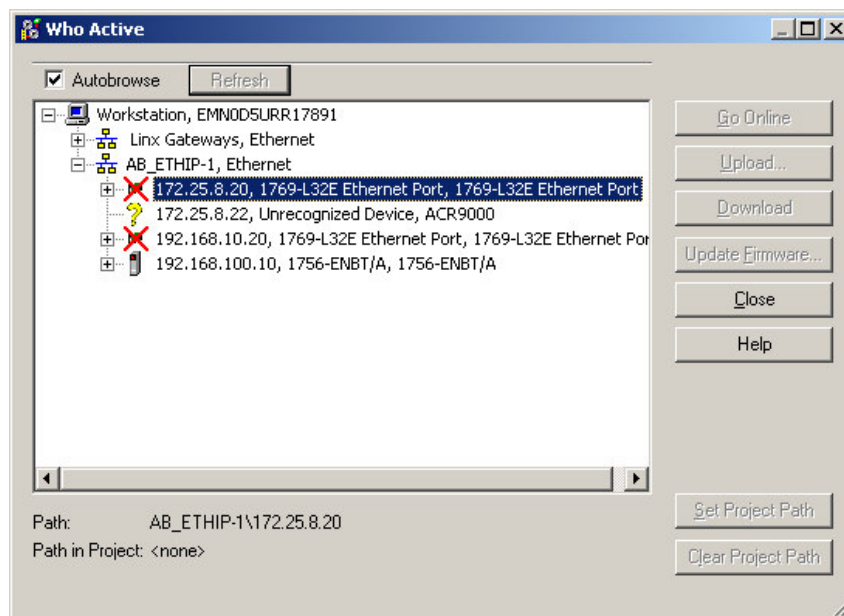 Who Active
Autobrowse
Refresh
Workstation, EMN0D5URR17891
Linx Gateways, Ethernet
AB_ETHIP-1, Ethernet
172.25.8.20, 1769-L32E Ethernet Port, 1769-L32E Ethernet Port
172.25.8.22, Unrecognized Device, ACR9000
192.168.10.20, 1769-L32E Ethernet Port, 1769-L32E Ethernet Por
192.168.100.10, 1756-ENBT/A, 1756-ENBT/A
Go Online
Upload...
Download
Update Firmware...
Close
Help
Path: AB_ETHIP-1\172.25.8.20
Path in Project: <none>
Set Project Path
Clear Project Path